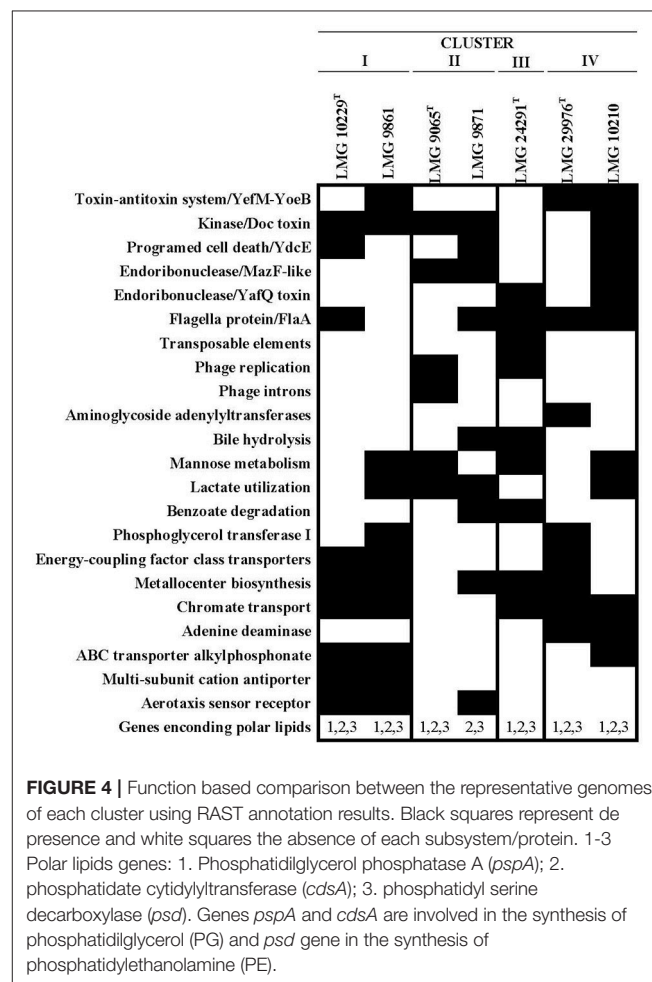 CLUSTER
I II III IV
LMG 10229T LMG 9861 LMG 9065T LMG 9871 LMG 24291T LMG 29976T LMG 10210
Toxin-antitoxin system/YefM-YoeB
Kinase/Doc toxin
Programed cell death/YdcE
Endoribonuclease/MazF-like
Endoribonuclease/YafQ toxin
Flagella protein/FlaA
Transposable elements
Phage replication
Phage introns
Aminoglycoside adenylyltransferases
Bile hydrolysis
Mannose metabolism
Lactate utilization
Benzoate degradation
Phosphoglycerol transferase I
Energy-coupling factor class transporters
Metallocenter biosynthesis
Chromate transport
Adenine deaminase
ABC transporter alkylphosphonate
Multi-subunit cation antiporter
Aerotaxis sensor receptor
Genes enconding polar lipids 1,2,3 1,2,3 1,2,3 2,3 1,2,3 1,2,3 1,2,3
FIGURE 4 | Function based comparison between the representative genomes
of each cluster using RAST annotation results. Black squares represent de
presence and white squares the absence of each subsystem/protein. 1-3
Polar lipids genes: 1. Phosphatidilglycerol phosphatase A (pspA); 2.
phosphatidate cytidylyltransferase (cdsA); 3. phosphatidyl serine
decarboxylase (psd). Genes pspA and cdsA are involved in the synthesis of
phosphatidilglycerol (PG) and psd gene in the synthesis of
phosphatidylethanolamine (PE).